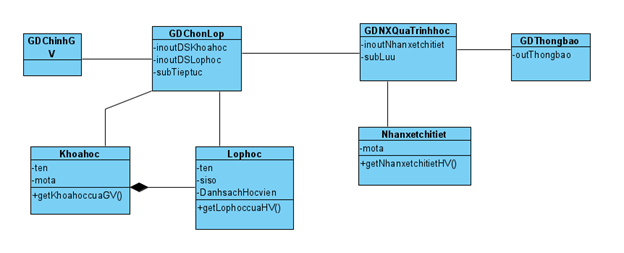 GDChinhG
V
GDChonLop
-inoutDSKhoahoc
-inoutDSLophoc
-subTieptuc
GDNXQuaTrinhhoc
-inoutNhanxetchitiet
-subLuu
GDThongbao
-outThongbao
Khoahoc
-ten
-mota
+getKhoahoccuaGV()
Lophoc
-ten
-siso
-DanhsachHocvien
+getLophoccuaHV()
Nhanxetchitiet
-mota
+getNhanxetchitietHV()